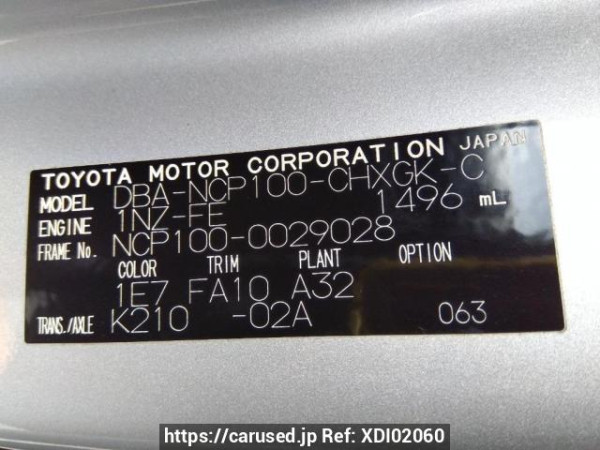 TOYOTA MOTOR CORPORATION JAPAN
MODEL DBA-NCP100-CHXGK-C
ENGINE 1NZ-FE 1496 mL
FRAME No. NCP100-0029028
COLOR TRIM PLANT OPTION
1E7 FA10 A32
TRANS./AXLE K210 -02A 063
https://carused.jp Ref: XDI02060